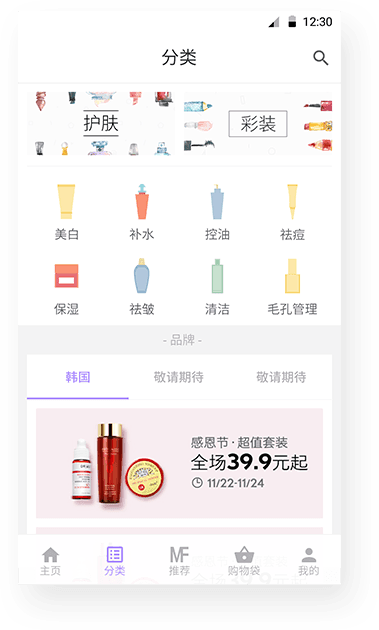 12:30
分类
护肤
彩装
美白 补水 控油 祛痘
保湿 祛皱 清洁 毛孔管理
- 品牌 -
韩国 敬请期待 敬请期待
感恩节·超值套装
全场39.9元起
11/22-11/24
MF
主页 分类 推荐 购物袋 我的